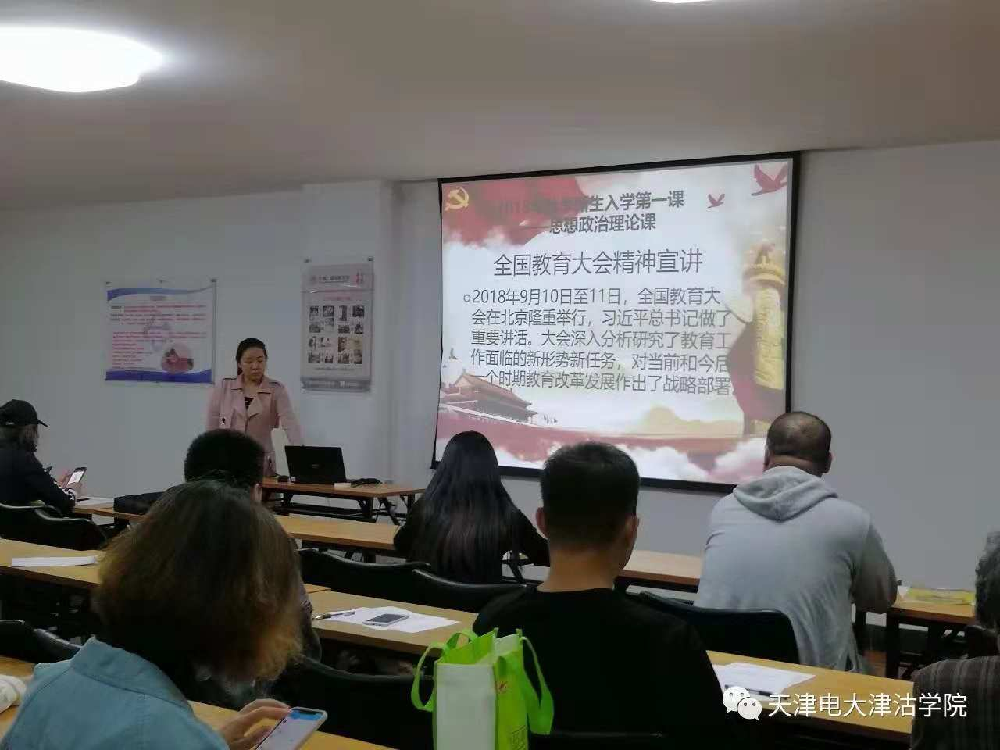 新生入学第一课
思想政治理论课
全国教育大会精神宣讲
2018年9月10日至11日，全国教育大
会在北京隆重举行，习近平总书记做了
重要讲话。大会深入分析研究了教育工
作面临的新形势新任务，对当前和今后
一个时期教育改革发展作出了战略部署
天津电大津沽学院